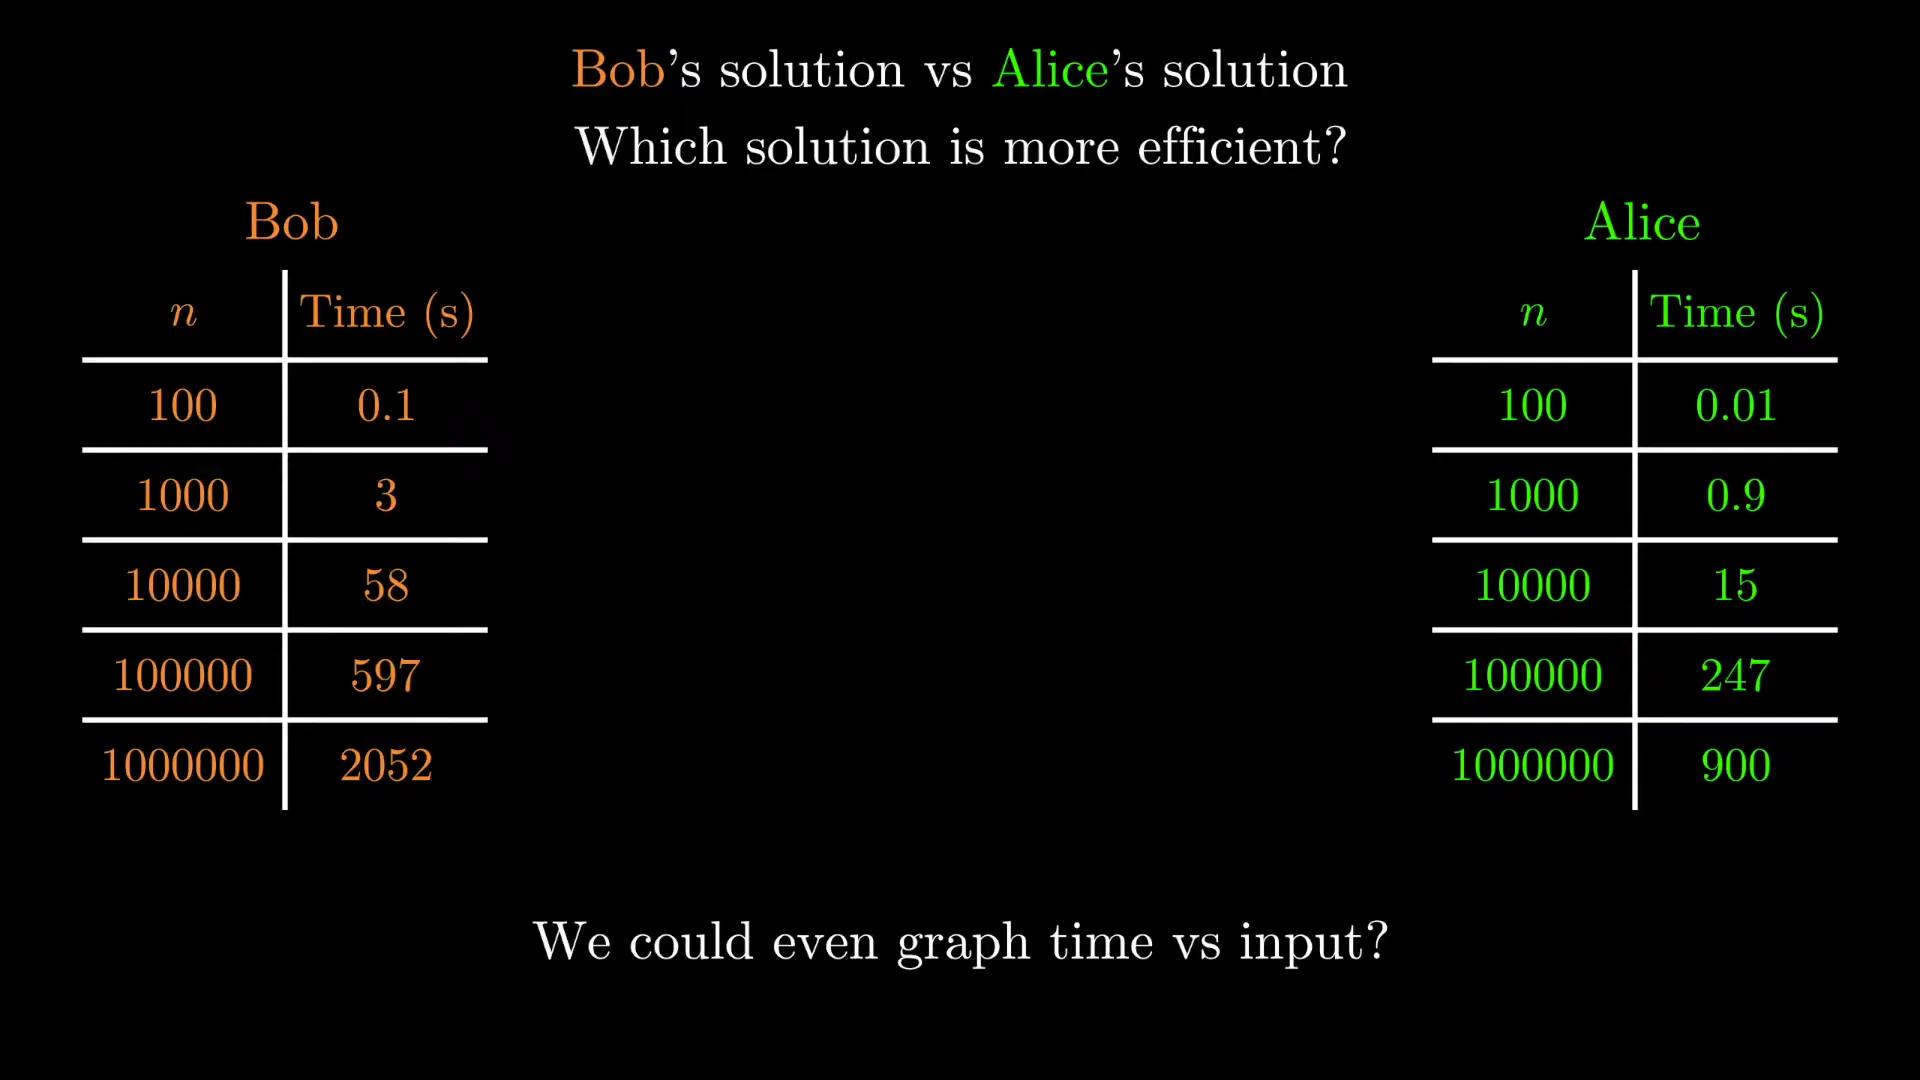 Bob's solution vs Alice's solution
Which solution is more efficient?
Bob
n Time (s)
100 0.1
1000 3
10000 58
100000 597
1000000 2052
Alice
n Time (s)
100 0.01
1000 0.9
10000 15
100000 247
1000000 900
We could even graph time vs input?